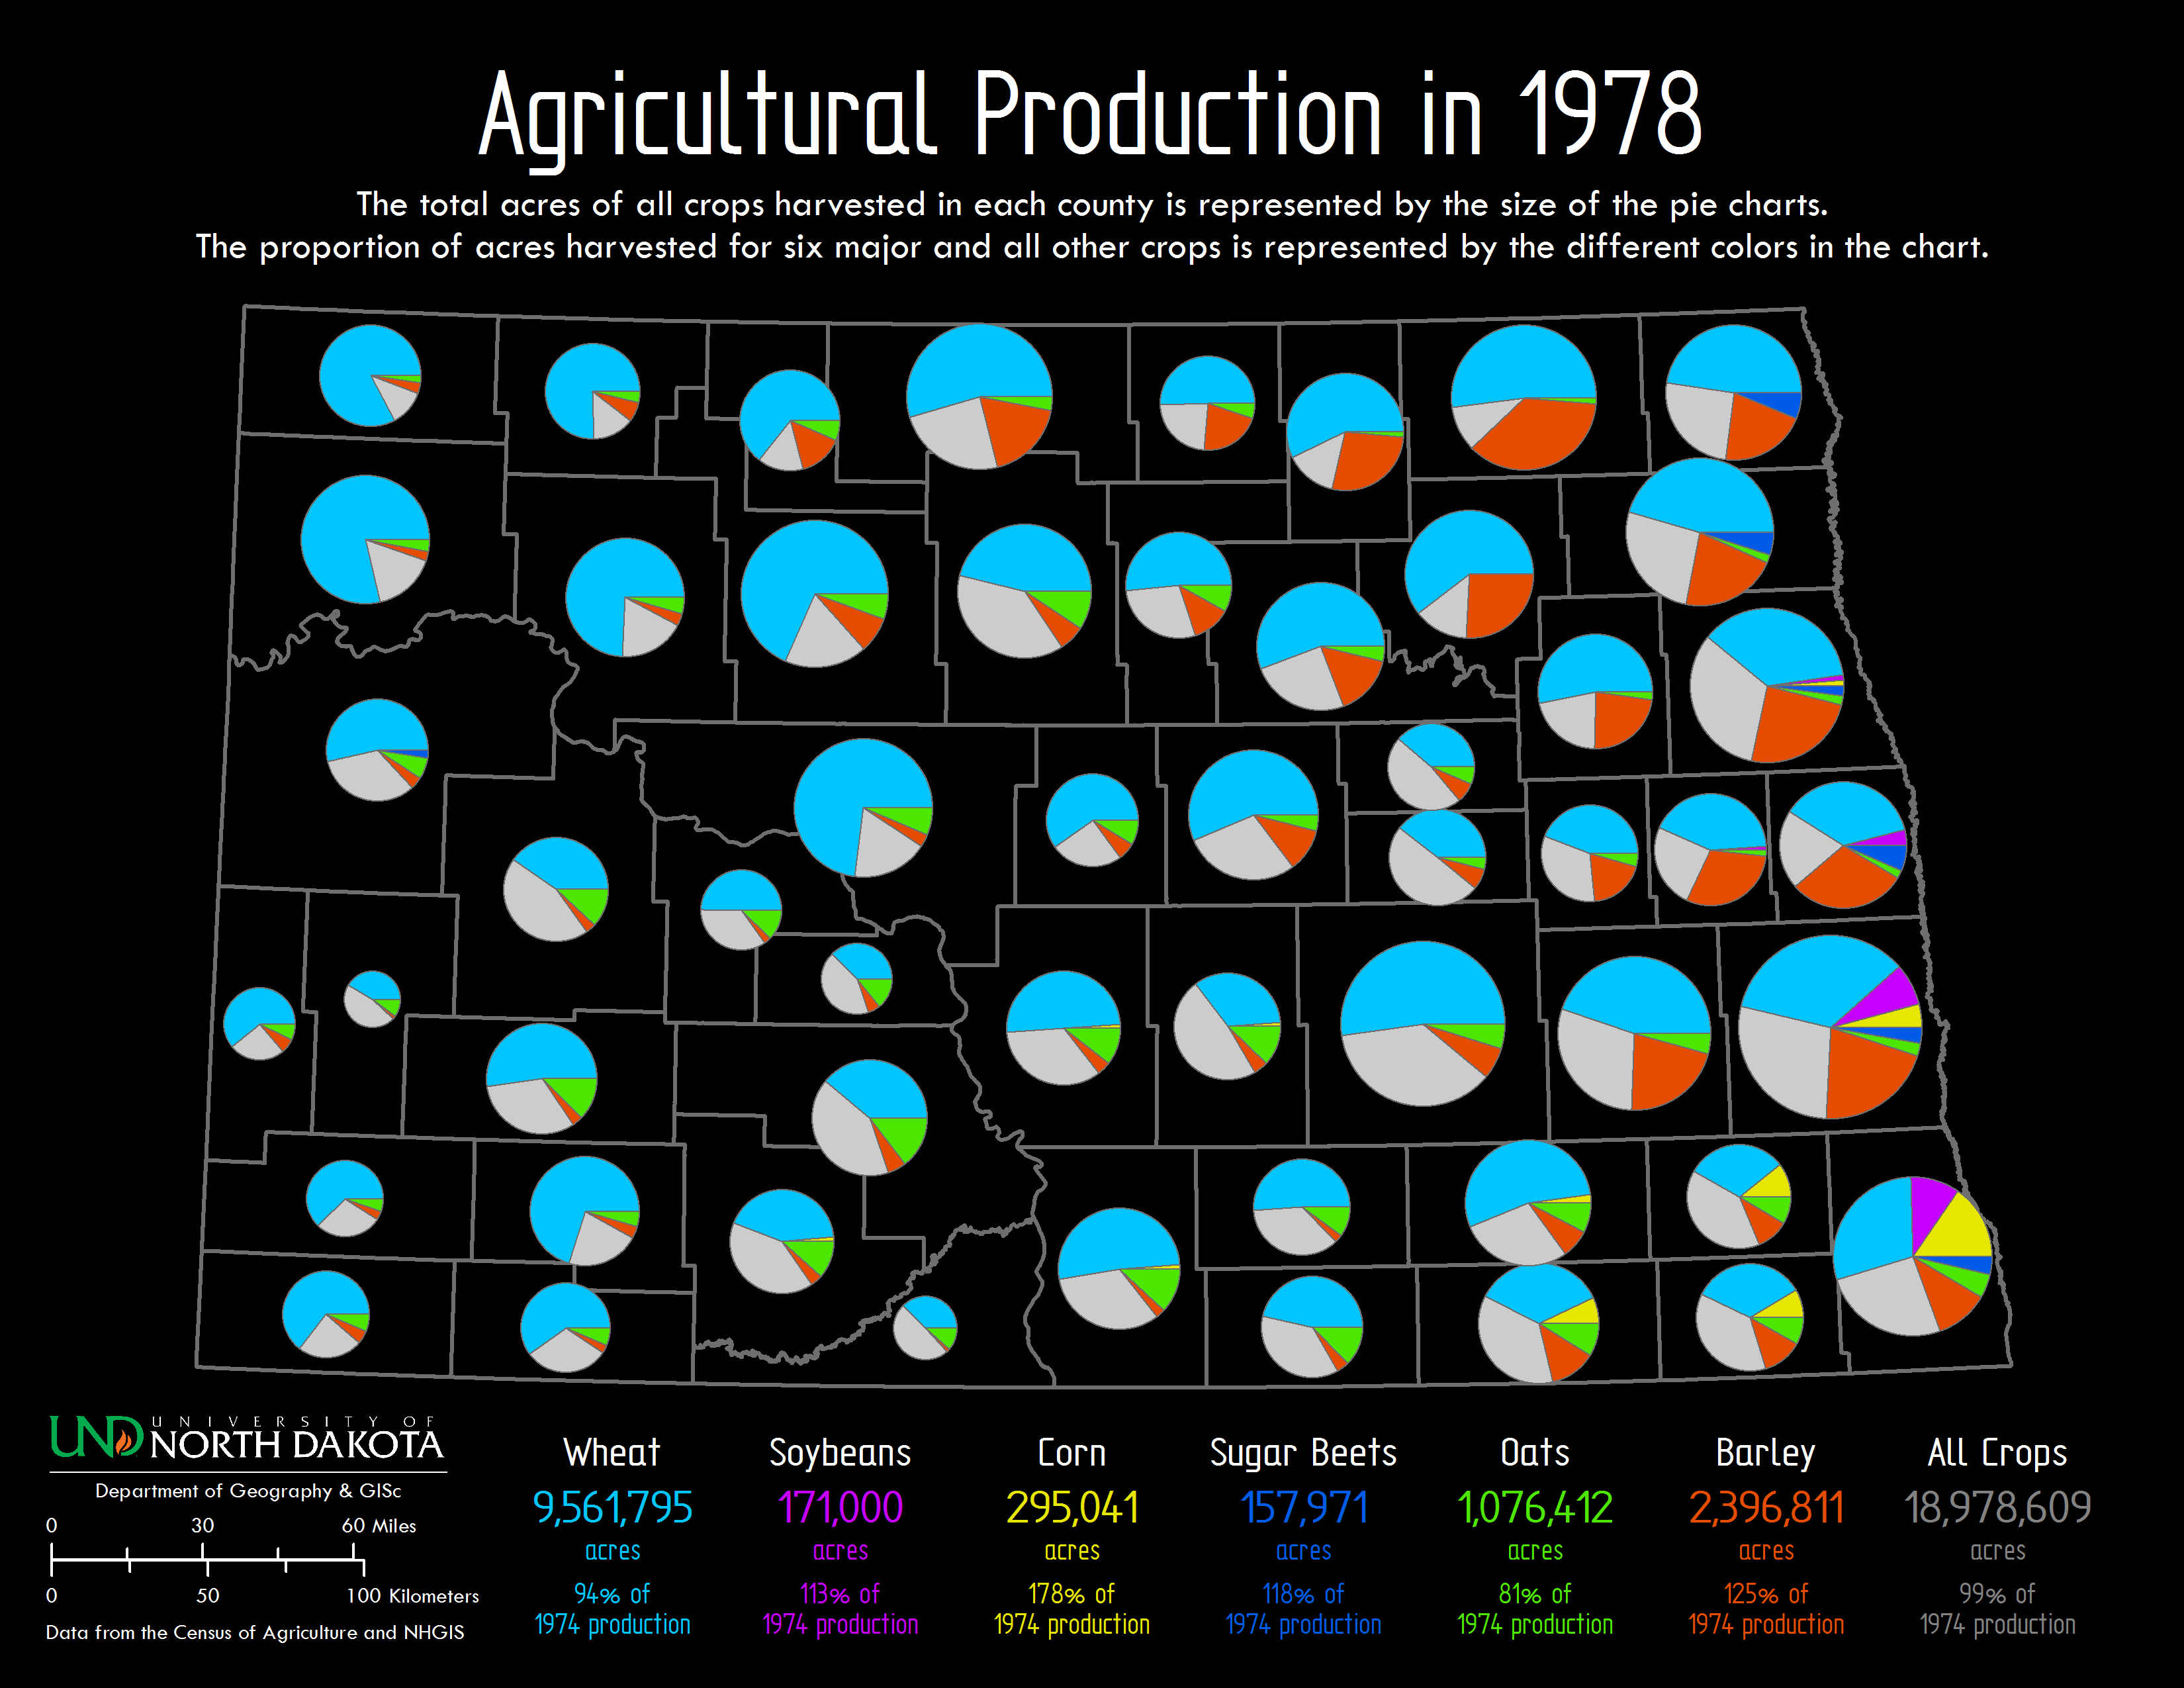 Agricultural Production in 1978
The total acres of all crops harvested in each county is represented by the size of the pie charts.
The proportion of acres harvested for six major and all other crops is represented by the different colors in the chart.
UND UNIVERSITY OF
NORTH DAKOTA
Department of Geography & GISc
0 30 60 Miles
0 50 100 Kilometers
Data from the Census of Agriculture and NHGIS
Wheat
9,561,795
acres
94% of
1974 production
Soybeans
171,000
acres
113% of
1974 production
Corn
295,041
acres
178% of
1974 production
Sugar Beets
157,971
acres
118% of
1974 production
Oats
1,076,412
acres
81% of
1974 production
Barley
2,396,811
acres
125% of
1974 production
All Crops
18,978,609
acres
99% of
1974 production